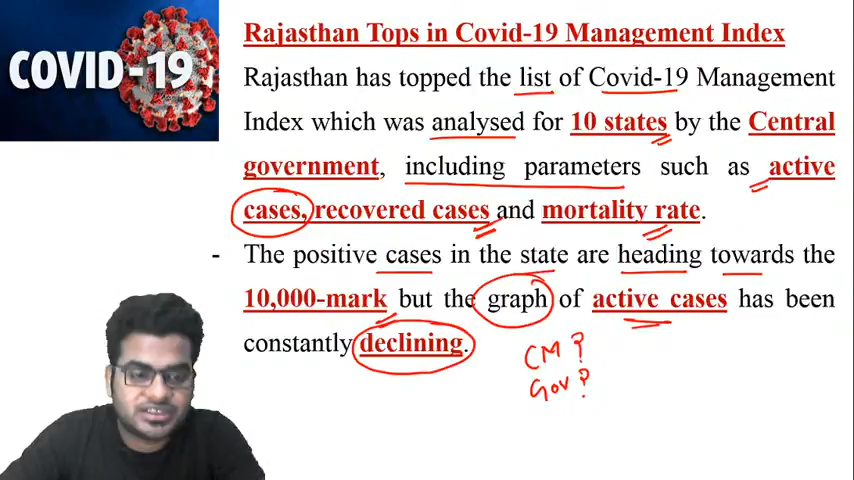 COVID-19
Rajasthan Tops in Covid-19 Management Index
Rajasthan has topped the list of Covid-19 Management
Index which was analysed for 10 states by the Central
government, including parameters such as active
cases, recovered cases and mortality rate.
- The positive cases in the state are heading towards the
10,000-mark but the graph of active cases has been
constantly declining.
CM ?
Gov ?